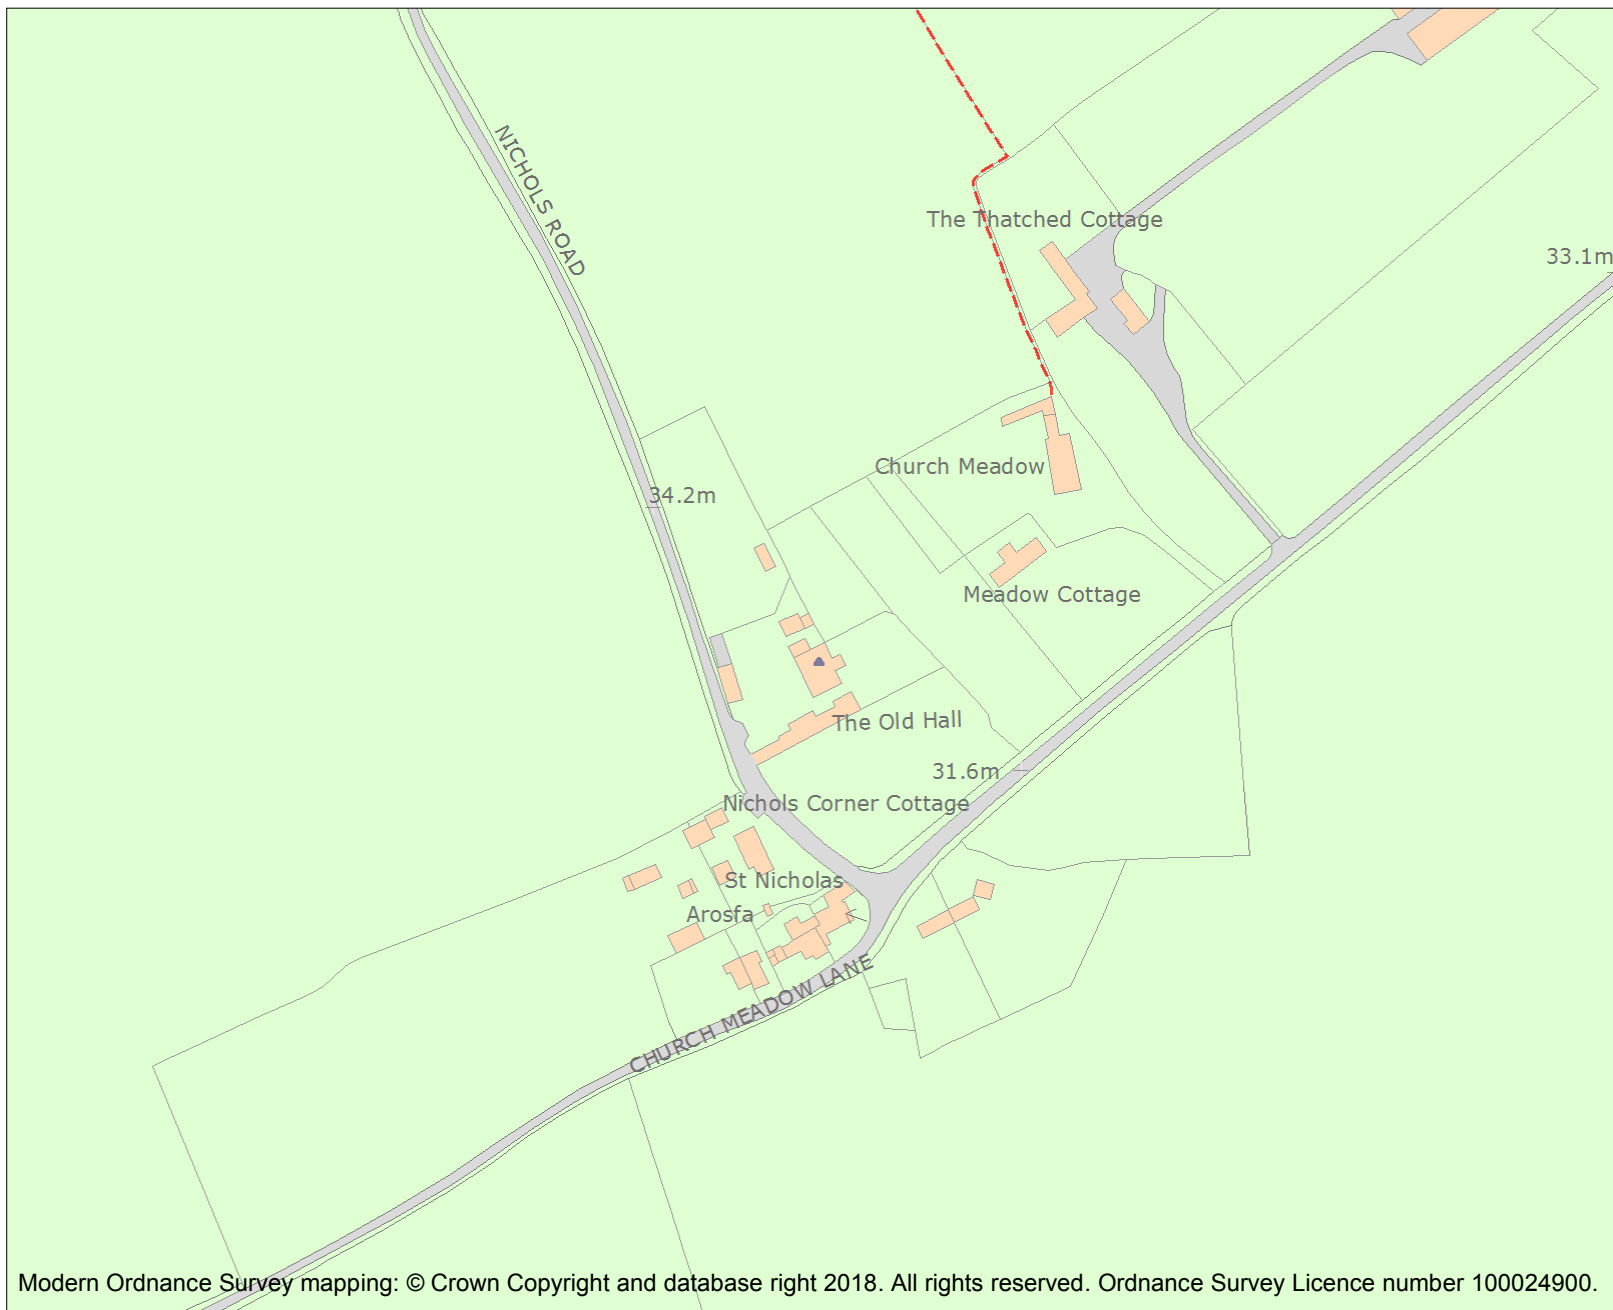 NICHOLS ROAD
The Thatched Cottage
33.1m
Church Meadow
34.2m
Meadow Cottage
The Old Hall
31.6m
Nichols Corner Cottage
St Nicholas
Arosfa
CHURCH MEADOW LANE
Modern Ordnance Survey mapping: © Crown Copyright and database right 2018. All rights reserved. Ordnance Survey Licence number 100024900.